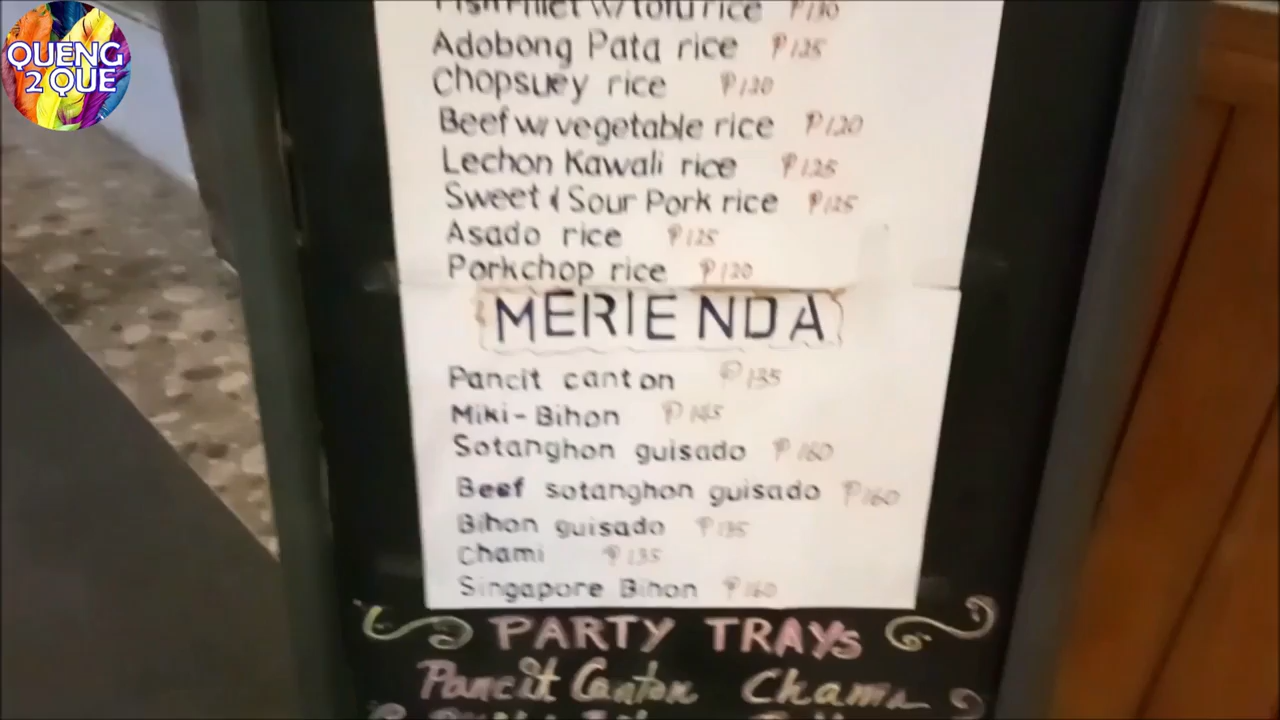 QUENG
2 QUE
Fish Fillet w/ tofu rice ₱130
Adobong Pata rice ₱125
Chopsuey rice ₱120
Beef w/ vegetable rice ₱120
Lechon Kawali rice ₱125
Sweet & Sour Pork rice ₱125
Asado rice ₱125
Porkchop rice ₱120
MERIENDA
Pancit canton ₱135
Miki-Bihon ₱145
Sotanghon guisado ₱160
Beef sotanghon guisado ₱160
Bihon guisado ₱135
Chami ₱135
Singapore Bihon ₱160
PARTY TRAYS
Pancit Canton Chami